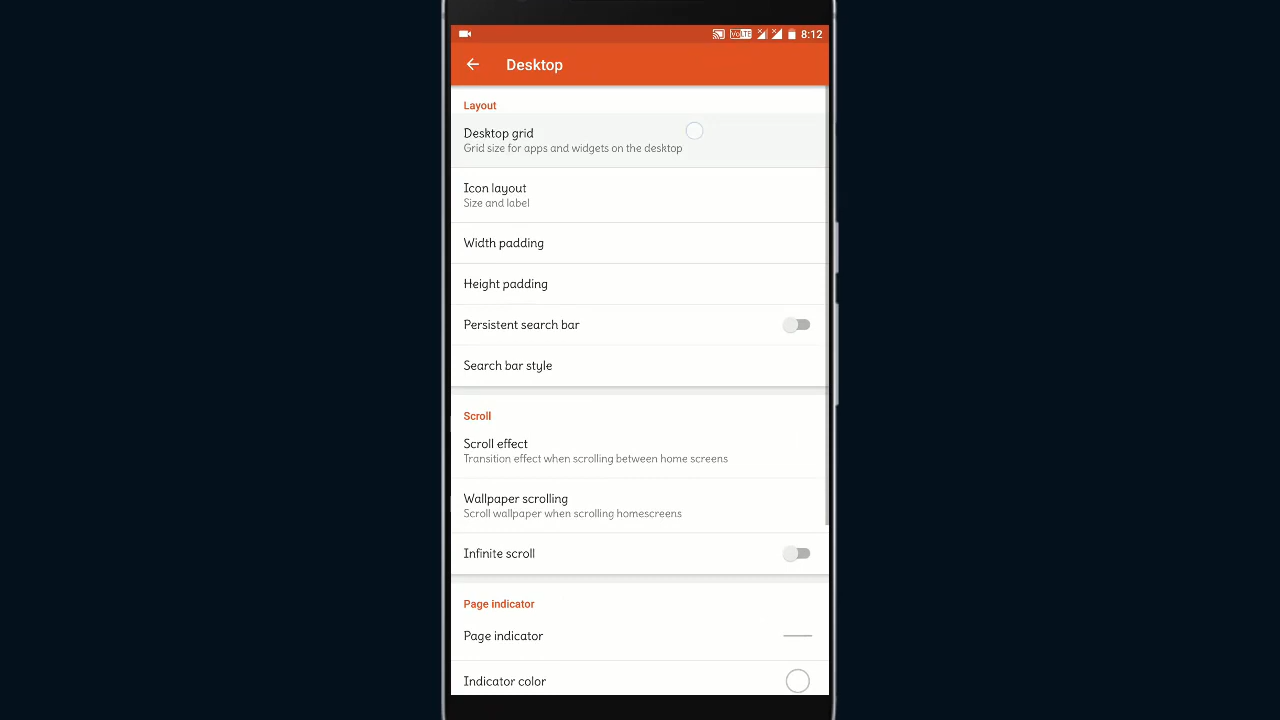 VoLTE 8:12
Desktop
Layout
Desktop grid
Grid size for apps and widgets on the desktop
Icon layout
Size and label
Width padding
Height padding
Persistent search bar
Search bar style
Scroll
Scroll effect
Transition effect when scrolling between home screens
Wallpaper scrolling
Scroll wallpaper when scrolling homescreens
Infinite scroll
Page indicator
Page indicator
Indicator color